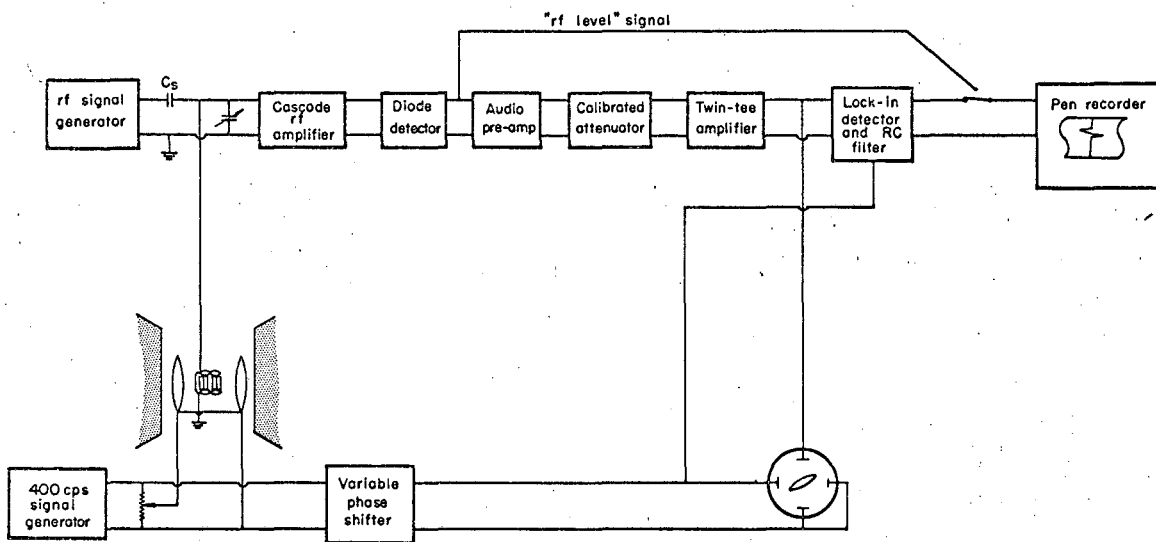 "rf level" signal
rf signal
generator
Cs
Cascode
rf
amplifier
Diode
detector
Audio
pre-amp
Calibrated
attenuator
Twin-tee
amplifier
Lock-in
detector
and RC
filter
Pen recorder
400 cps
signal
generator
Variable
phase
shifter